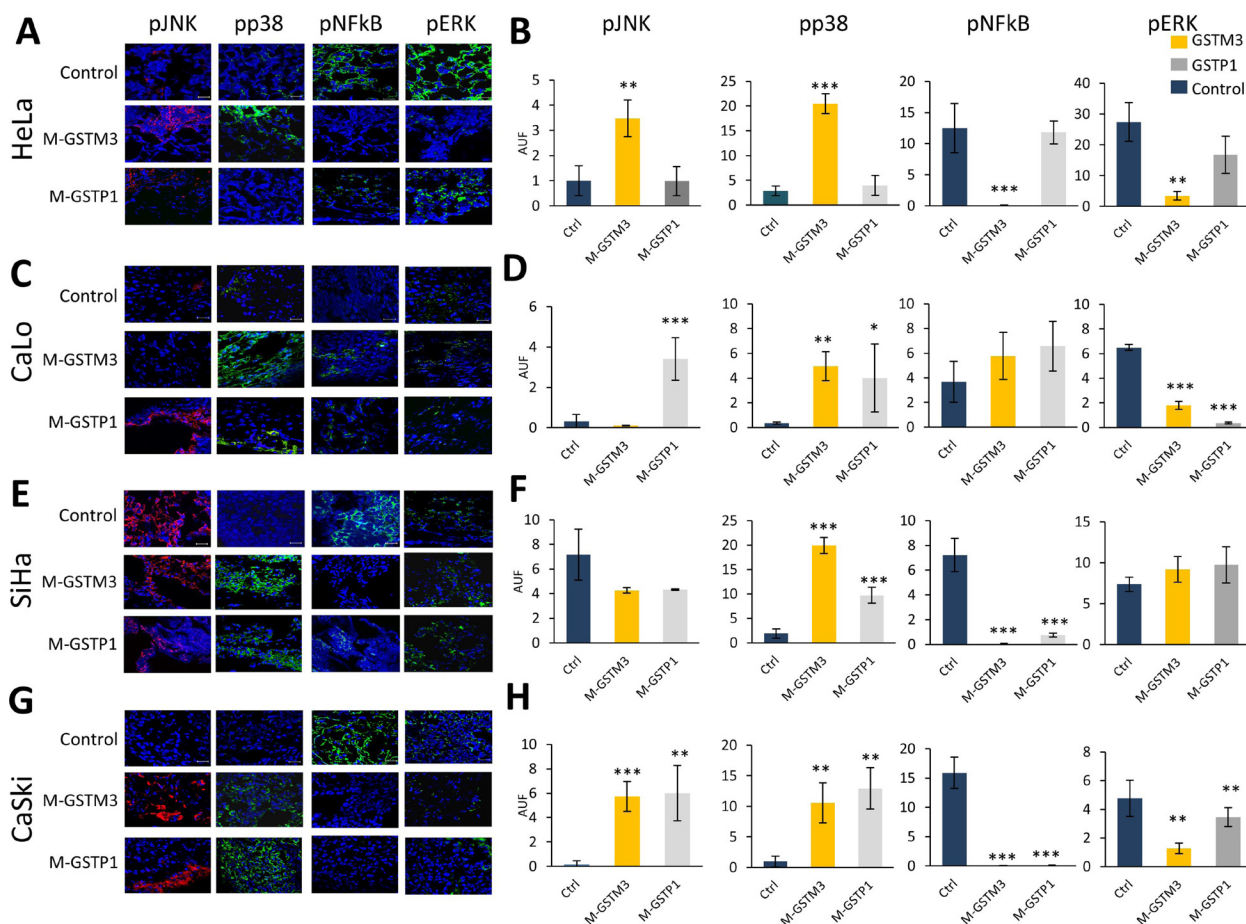 A pJNK pp38 pNFkB pERK
B pJNK pp38 pNFkB pERK
GSTM3
GSTP1
Control
HeLa
Control
M-GSTM3
M-GSTP1
AUF
5
4
3
2
1
0
**
Ctrl M-GSTM3 M-GSTP1
25
20
15
10
5
0
***
Ctrl M-GSTM3 M-GSTP1
20
15
10
5
0
***
Ctrl M-GSTM3 M-GSTP1
40
30
20
10
0
**
Ctrl M-GSTM3 M-GSTP1
C
CaLo
Control
M-GSTM3
M-GSTP1
D
AUF
6
4
2
0
***
Ctrl M-GSTM3 M-GSTP1
10
8
6
4
2
0
** *
Ctrl M-GSTM3 M-GSTP1
10
8
6
4
2
0
Ctrl M-GSTM3 M-GSTP1
10
8
6
4
2
0
*** ***
Ctrl M-GSTM3 M-GSTP1
E
SiHa
Control
M-GSTM3
M-GSTP1
F
AUF
10
8
6
4
2
0
Ctrl M-GSTM3 M-GSTP1
25
20
15
10
5
0
*** ***
Ctrl M-GSTM3 M-GSTP1
10
8
6
4
2
0
*** ***
Ctrl M-GSTM3 M-GSTP1
15
10
5
0
Ctrl M-GSTM3 M-GSTP1
G
CaSki
Control
M-GSTM3
M-GSTP1
H
AUF
10
8
6
4
2
0
*** **
Ctrl M-GSTM3 M-GSTP1
20
15
10
5
0
** **
Ctrl M-GSTM3 M-GSTP1
20
15
10
5
0
*** ***
Ctrl M-GSTM3 M-GSTP1
8
6
4
2
0
** **
Ctrl M-GSTM3 M-GSTP1